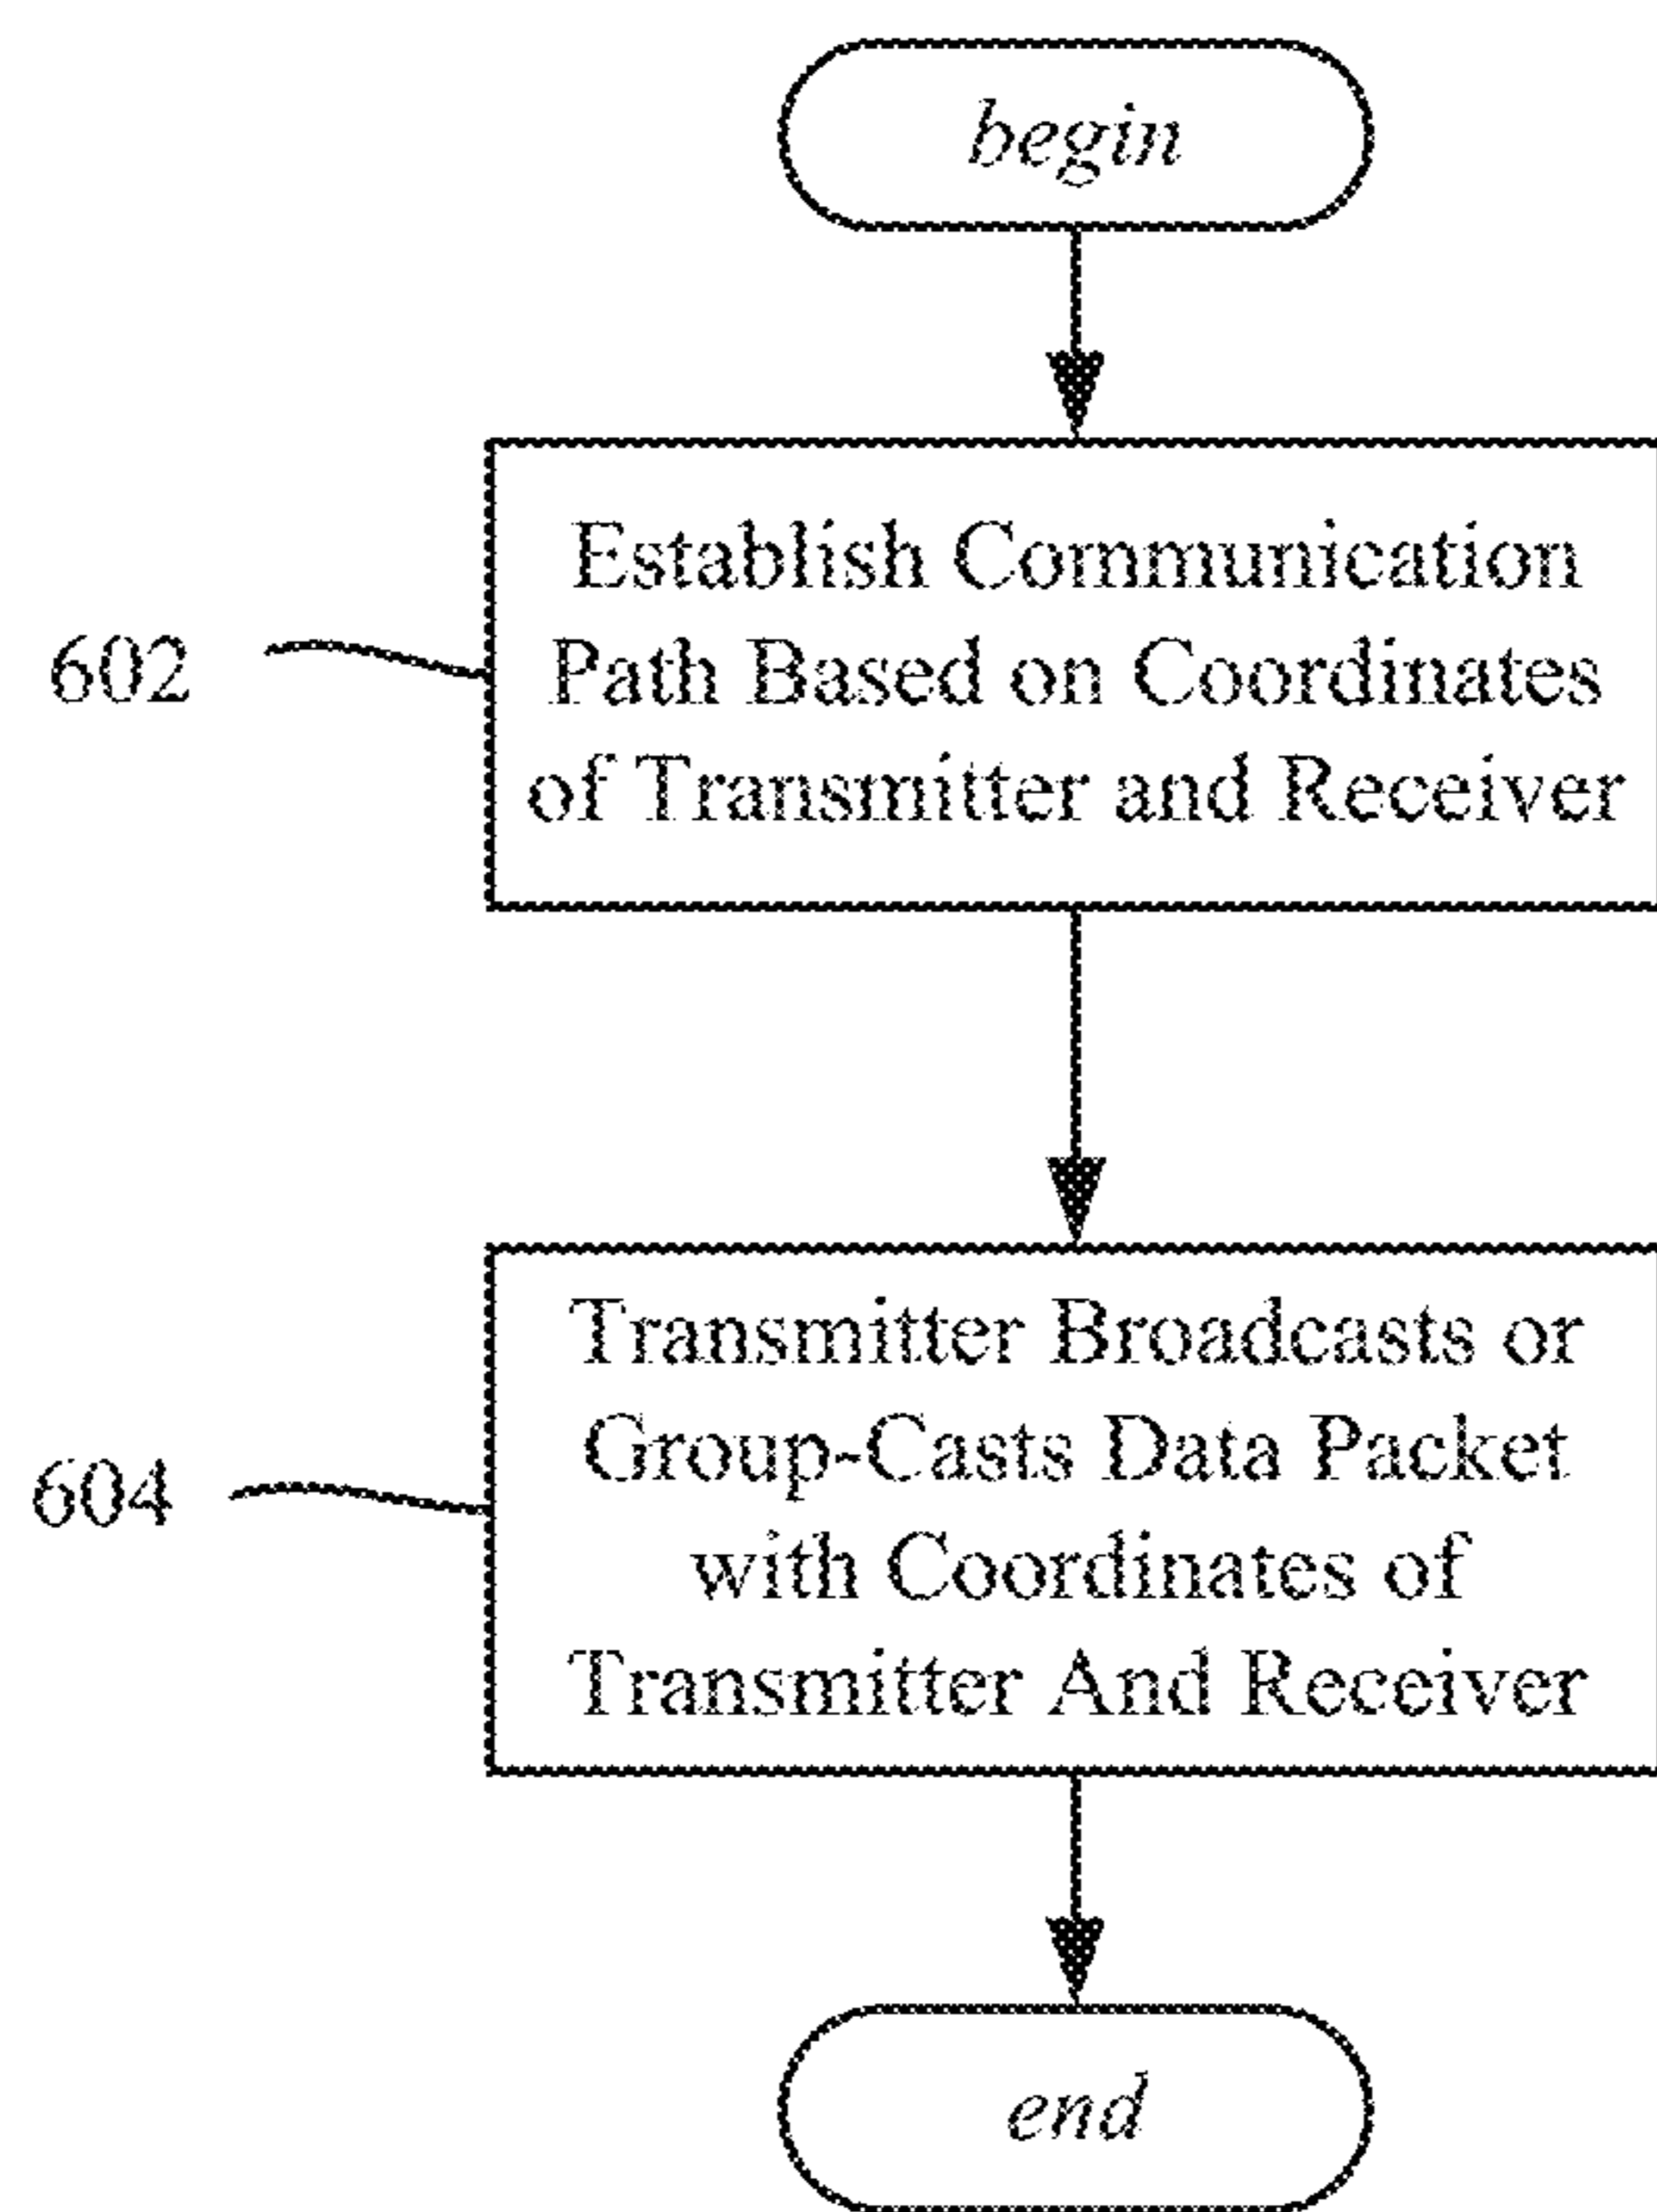 begin
Establish Communication
Path Based on Coordinates
of Transmitter and Receiver
602
Transmitter Broadcasts or
Group-Casts Data Packet
with Coordinates of
Transmitter And Receiver
604
end